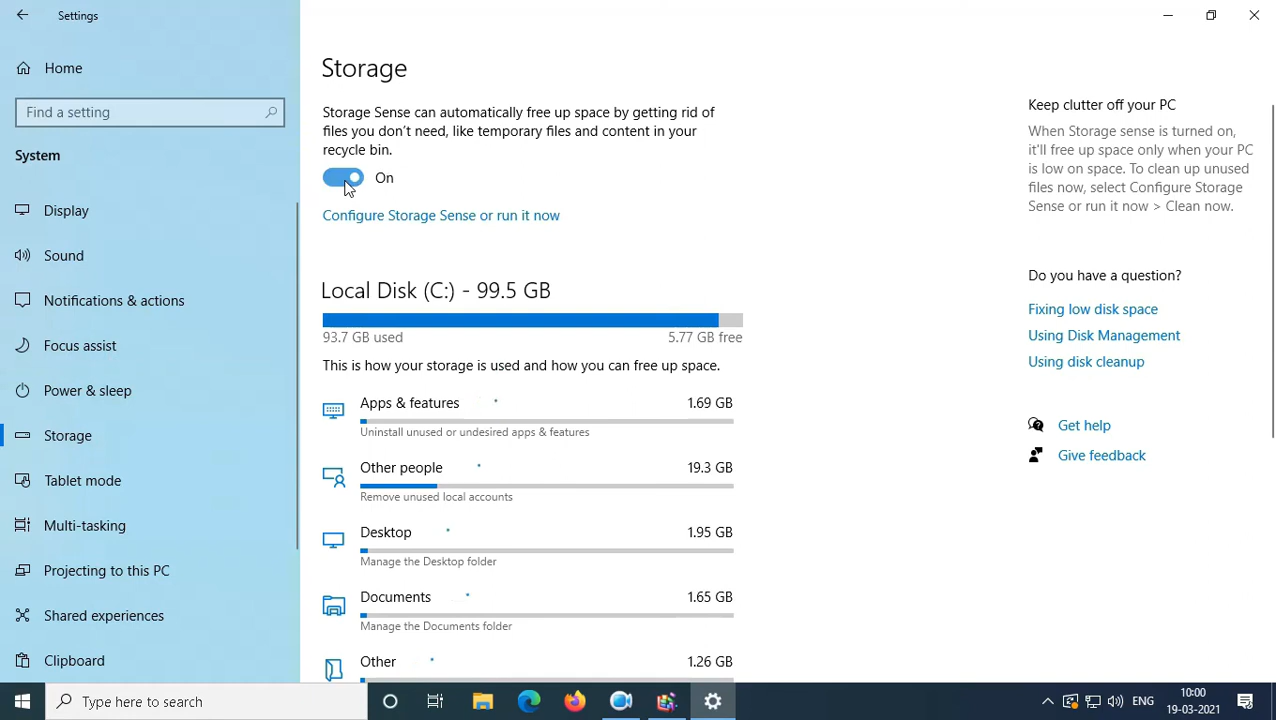 Settings
Home
Find a setting
System
Display
Sound
Notifications & actions
Focus assist
Power & sleep
Storage
Tablet mode
Multi-tasking
Projecting to this PC
Shared experiences
Clipboard
Storage
Storage Sense can automatically free up space by getting rid of
files you don't need, like temporary files and content in your
recycle bin.
On
Configure Storage Sense or run it now
Local Disk (C:) - 99.5 GB
93.7 GB used 5.77 GB free
This is how your storage is used and how you can free up space.
Apps & features 1.69 GB
Uninstall unused or undesired apps & features
Other people 19.3 GB
Remove unused local accounts
Desktop 1.95 GB
Manage the Desktop folder
Documents 1.65 GB
Manage the Documents folder
Other 1.26 GB
Keep clutter off your PC
When Storage sense is turned on,
it'll free up space only when your PC
is low on space. To clean up unused
files now, select Configure Storage
Sense or run it now > Clean now.
Do you have a question?
Fixing low disk space
Using Disk Management
Using disk cleanup
Get help
Give feedback
Type here to search
ENG
10:00
19-03-2021